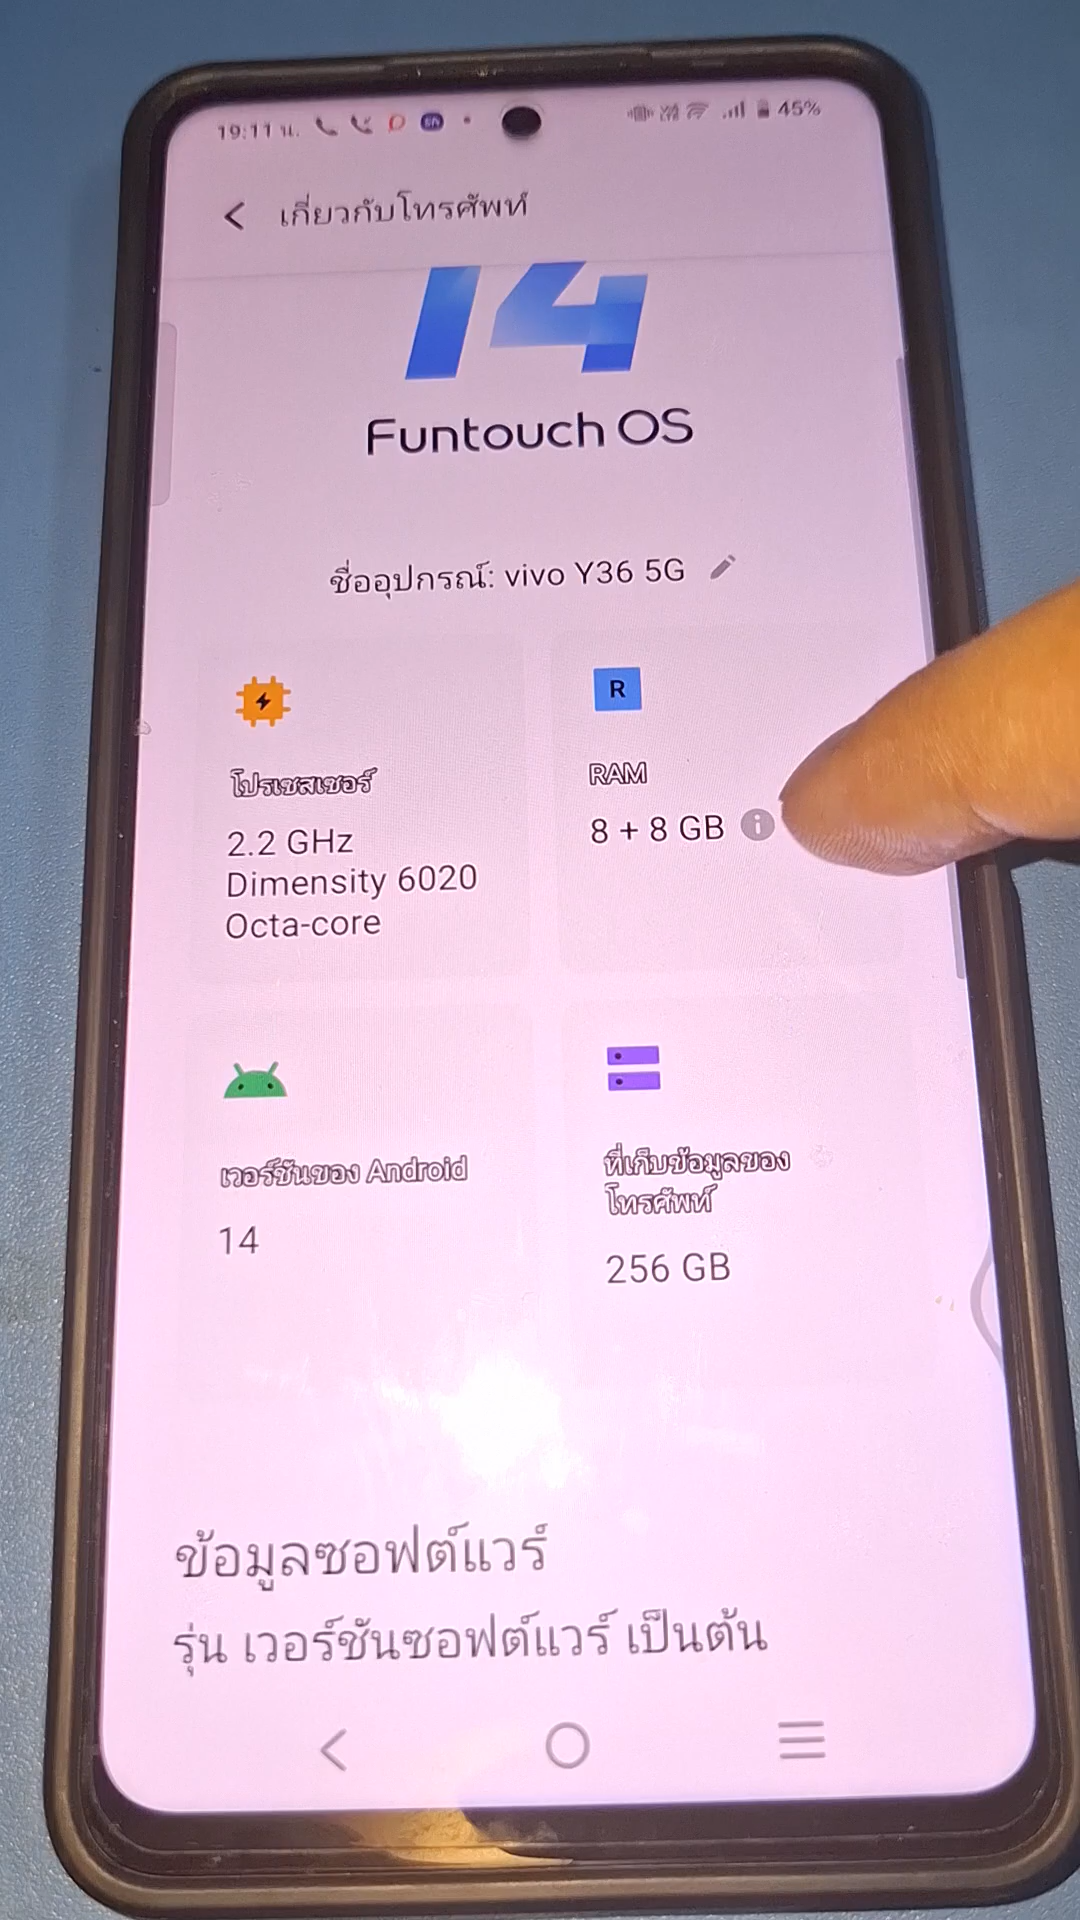 19:11 น.
45%
เกี่ยวกับโทรศัพท์
14
Funtouch OS
ชื่ออุปกรณ์: vivo Y36 5G
R
โปรเซสเซอร์
RAM
2.2 GHz
8 + 8 GB
Dimensity 6020
Octa-core
เวอร์ชันของ Android
ที่เก็บข้อมูลของ
โทรศัพท์
14
256 GB
ข้อมูลซอฟต์แวร์
รุ่น เวอร์ชันซอฟต์แวร์ เป็นต้น